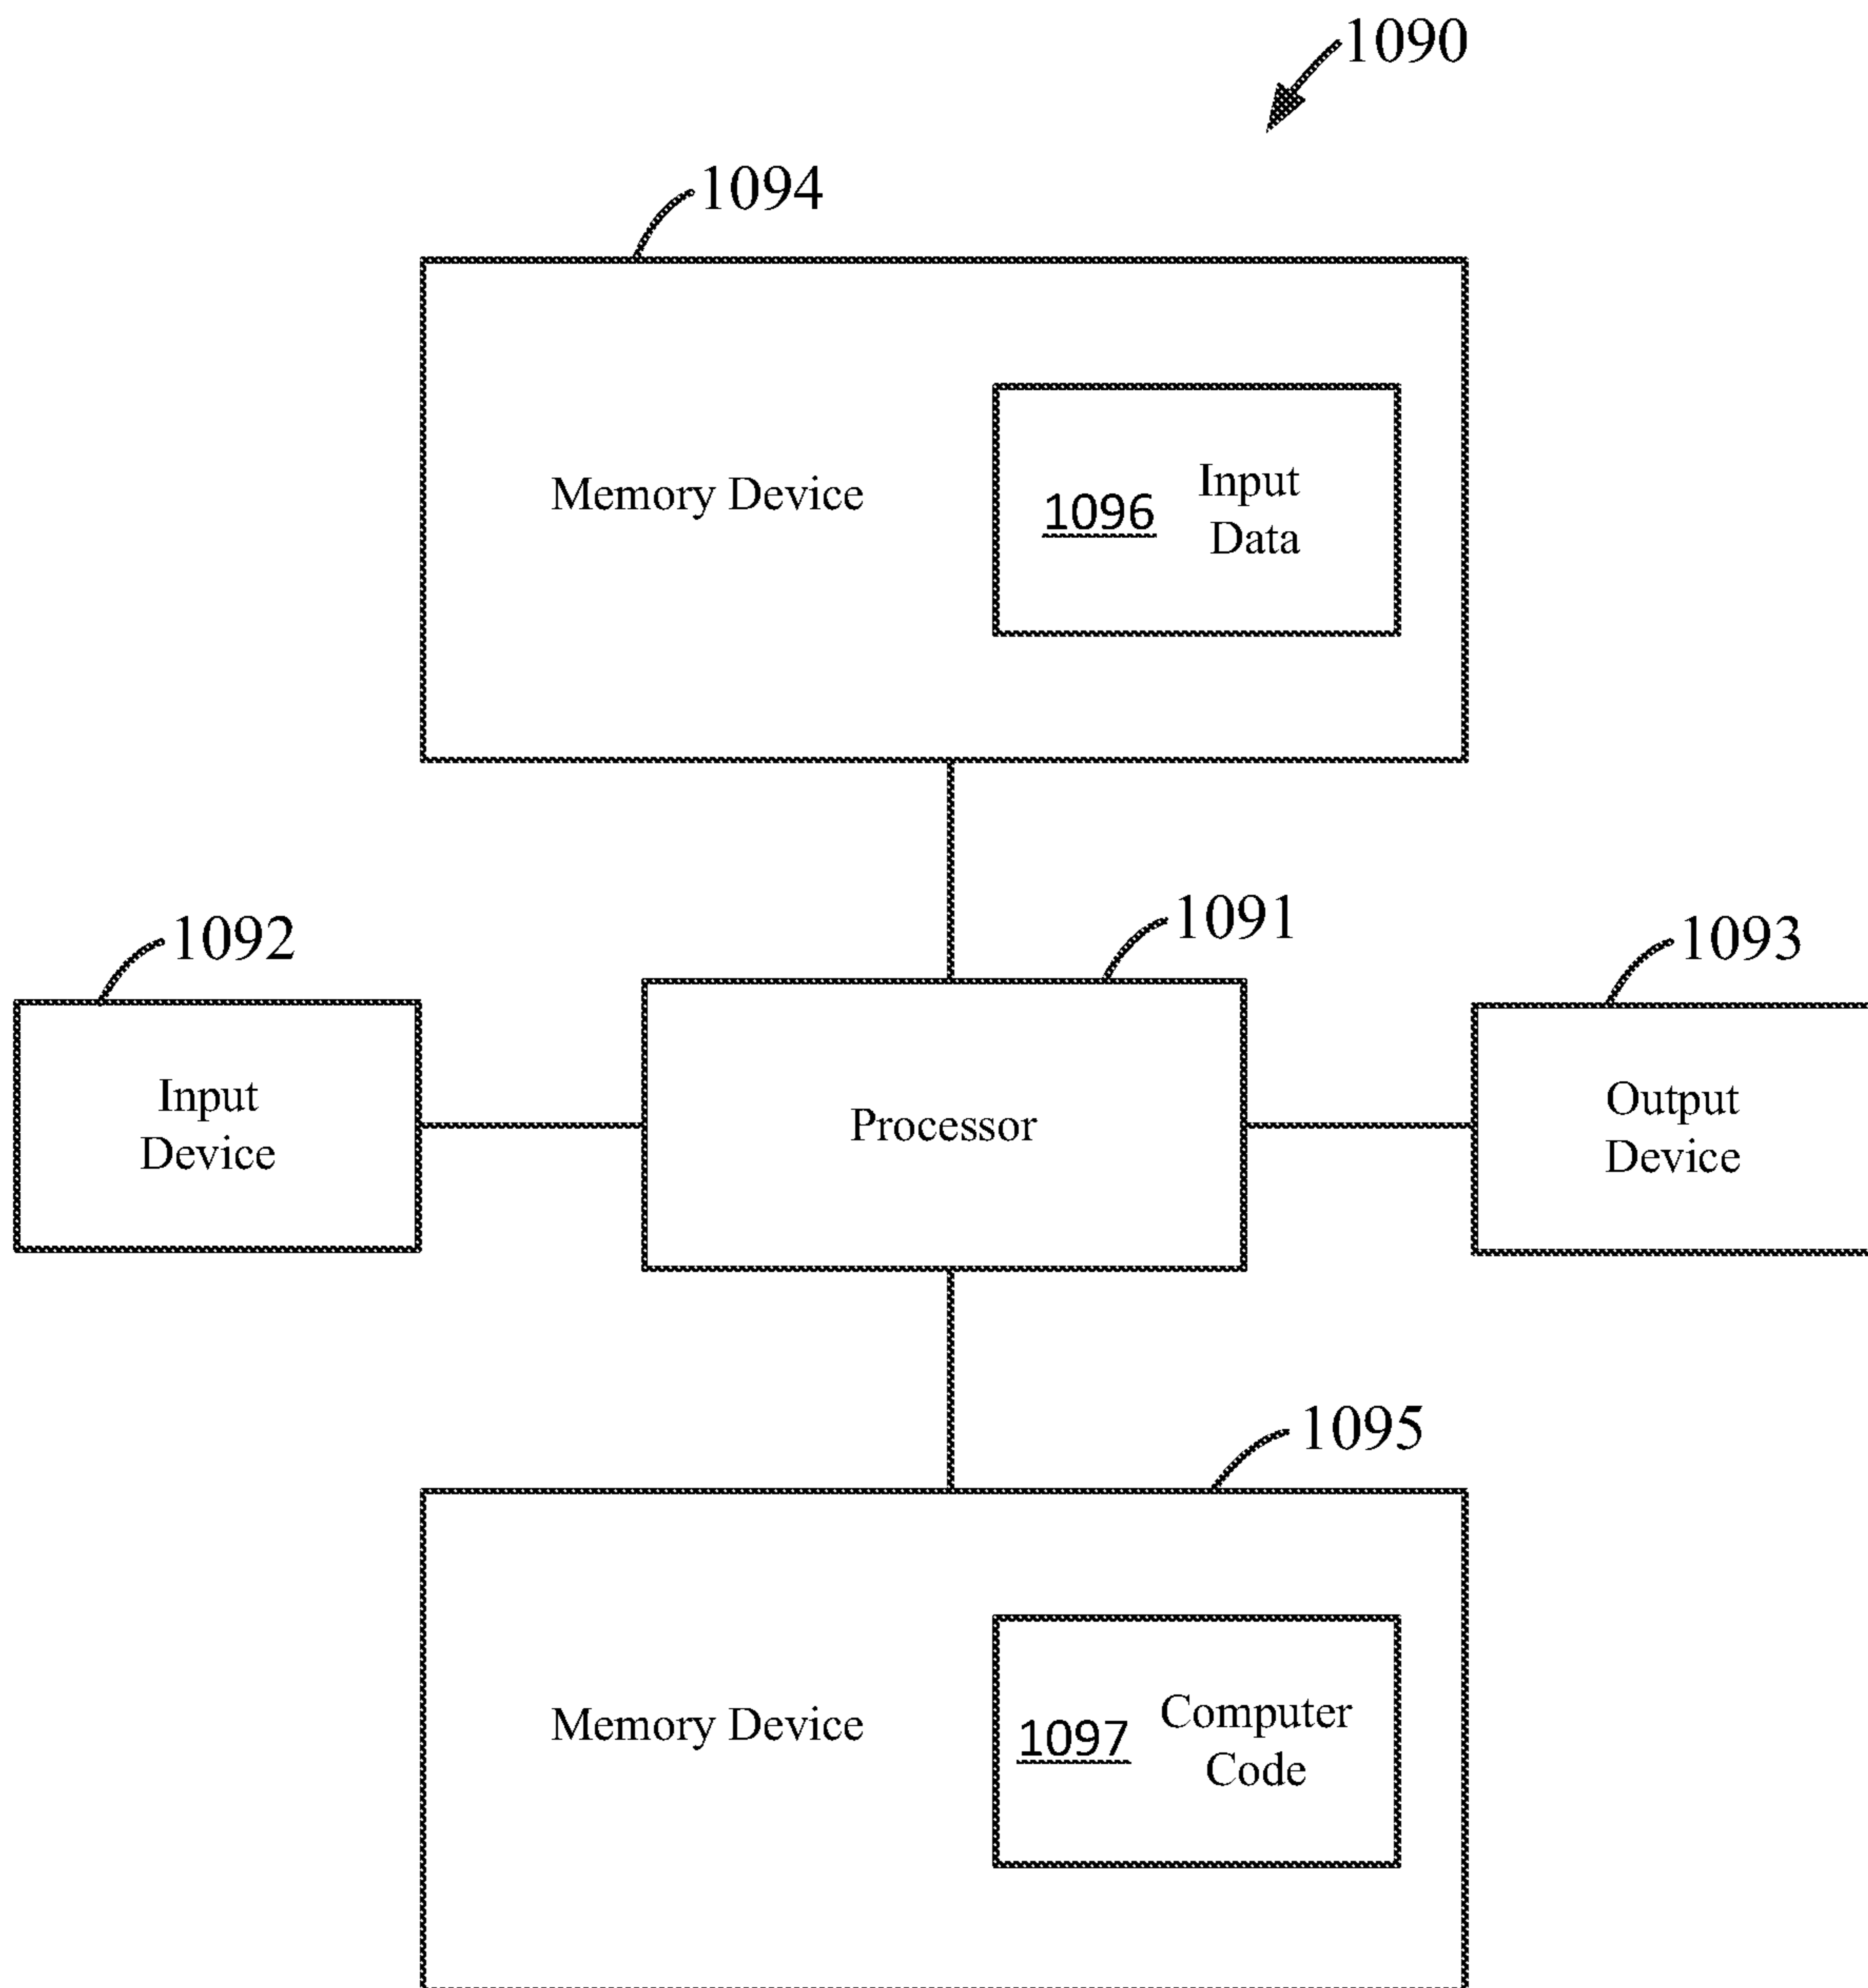 1090
1094
Memory Device
1096
Input
Data
1092
1091
1093
Input
Device
Processor
Output
Device
1095
Memory Device
1097
Computer
Code